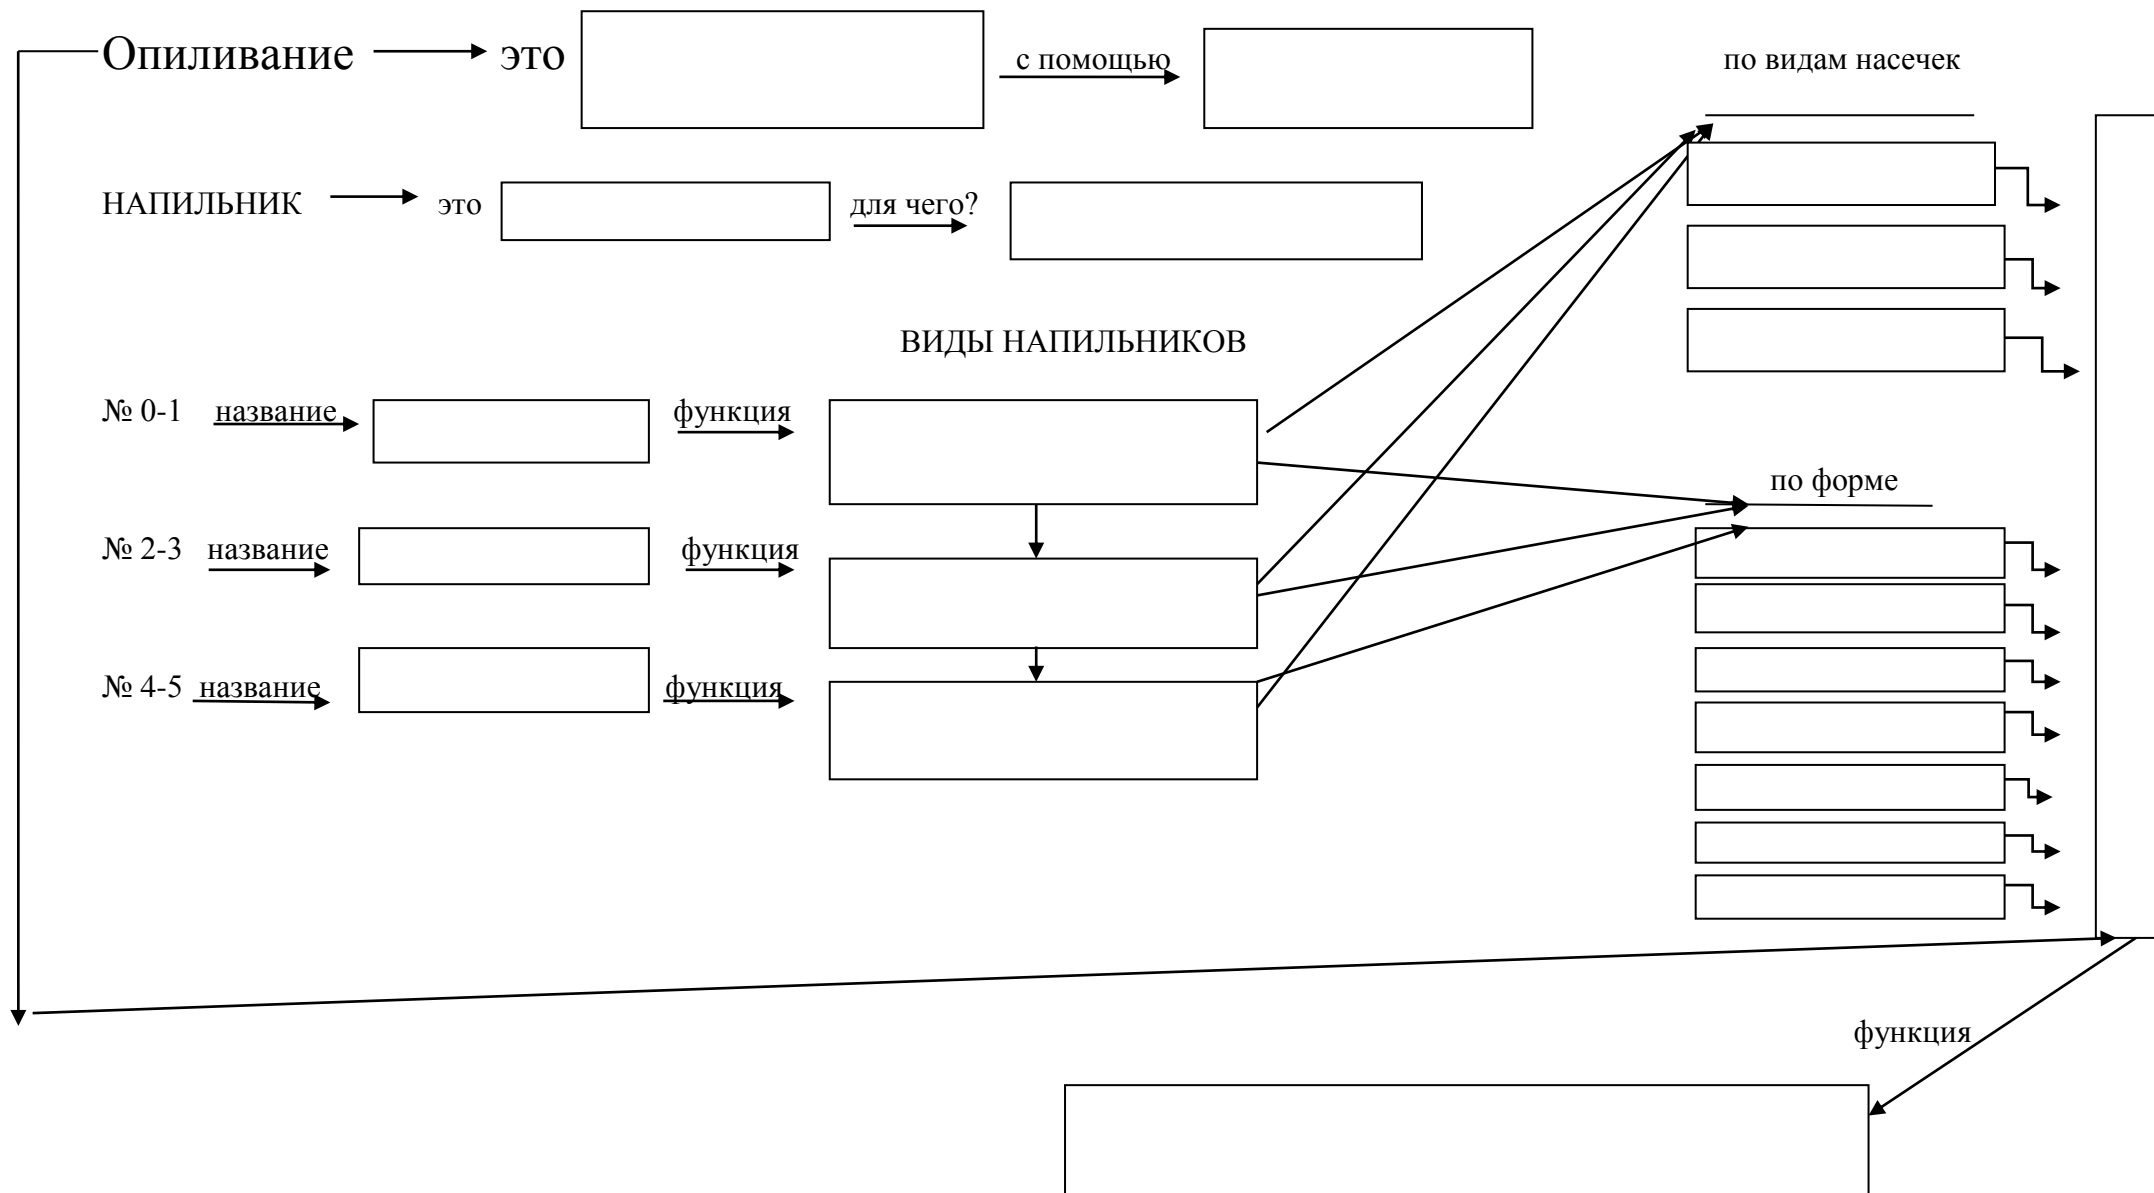 Опиливание это
с помощью
по видам насечек
НАПИЛЬНИК это
для чего?
ВИДЫ НАПИЛЬНИКОВ
№ 0-1 название
функция
по форме
№ 2-3 название
функция
№ 4-5 название
функция
функция